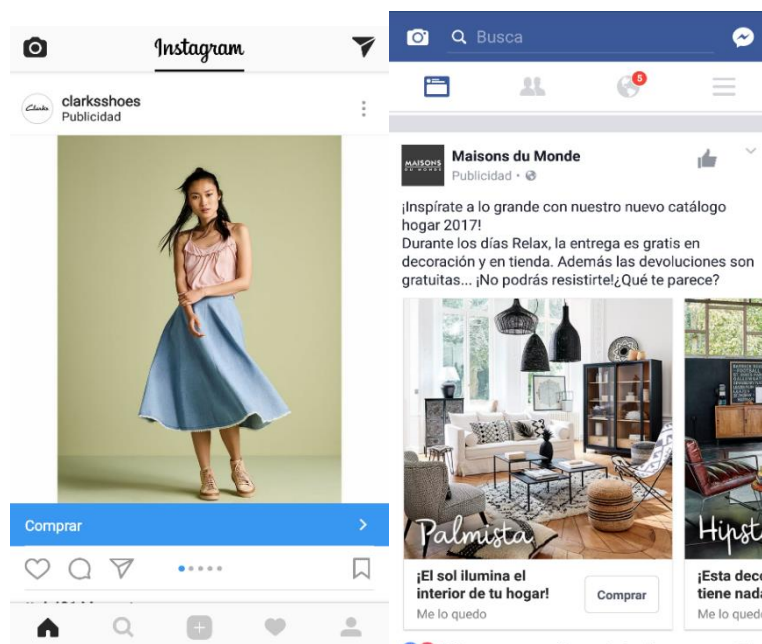 Instagram
Clarks
clarksshoes
Publicidad
Comprar
Busca
5
MAISONS
DU MONDE
Maisons du Monde
Publicidad •
¡Inspírate a lo grande con nuestro nuevo catálogo
hogar 2017!
Durante los días Relax, la entrega es gratis en
decoración y en tienda. Además las devoluciones son
gratuitas... ¡No podrás resistirte!¿Qué te parece?
Palmista
Hipst
¡El sol ilumina el
interior de tu hogar!
Me lo quedo
Comprar
¡Esta deco
tiene nada
Me lo quedo